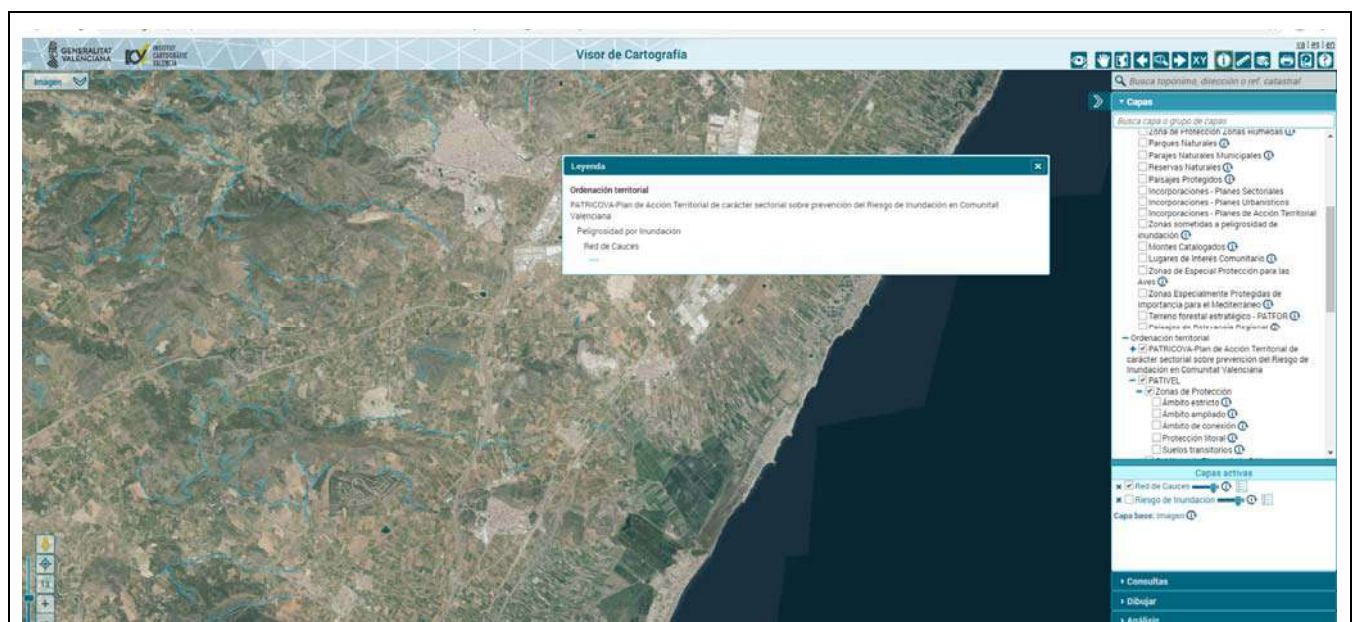 GENERALITAT
VALENCIANA
ICV
INSTITUT
CARTOGRÀFIC
VALENCIÀ
Visor de Cartografía
va | es | en
XY
Imagen
Busca topónimo, dirección o ref. catastral
Capas
Busca capa o grupo de capas
Zona de Protección Zonas Húmedas
Parques Naturales
Parajes Naturales Municipales
Reservas Naturales
Paisajes Protegidos
Incorporaciones - Planes Sectoriales
Incorporaciones - Planes Urbanísticos
Incorporaciones - Planes de Acción Territorial
Zonas sometidas a peligrosidad de
inundación
Montes Catalogados
Lugares de Interés Comunitario
Zonas de Especial Protección para las
Aves
Zonas Especialmente Protegidas de
Importancia para el Mediterráneo
Terreno forestal estratégico - PATFOR
Paisajes de Relevancia Regional
Ordenación territorial
PATRICOVA-Plan de Acción Territorial de
carácter sectorial sobre prevención del Riesgo de
Inundación en Comunitat Valenciana
PATIVEL
Zonas de Protección
Ámbito estricto
Ámbito ampliado
Ámbito de conexión
Protección litoral
Suelos transitorios
Leyenda
Ordenación territorial
PATRICOVA-Plan de Acción Territorial de carácter sectorial sobre prevención del Riesgo de Inundación en Comunitat
Valenciana
Peligrosidad por Inundación
Red de Cauces
Capas activas
Red de Cauces
Riesgo de Inundación
Capa base: Imagen
Consultas
Dibujar
Análisis
13